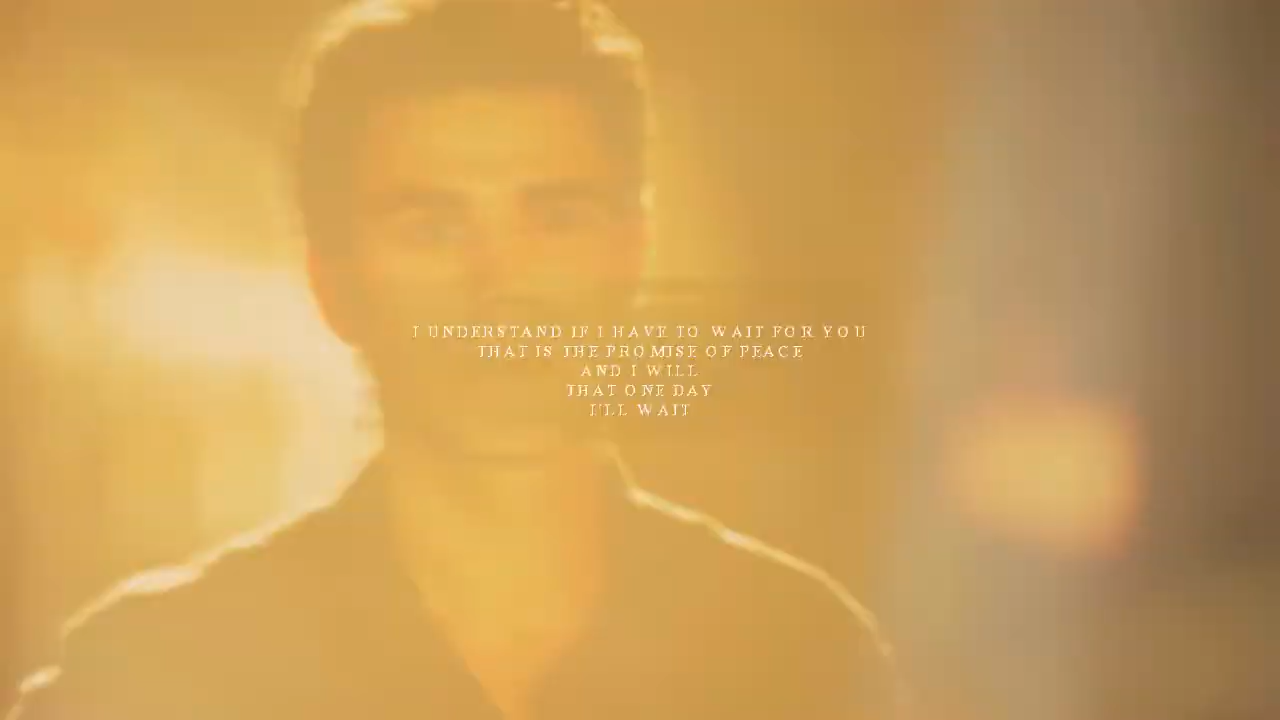 I UNDERSTAND IF I HAVE TO WAIT FOR YOU
THAT IS THE PROMISE OF PEACE
AND I WILL
THAT ONE DAY
I'LL WAIT